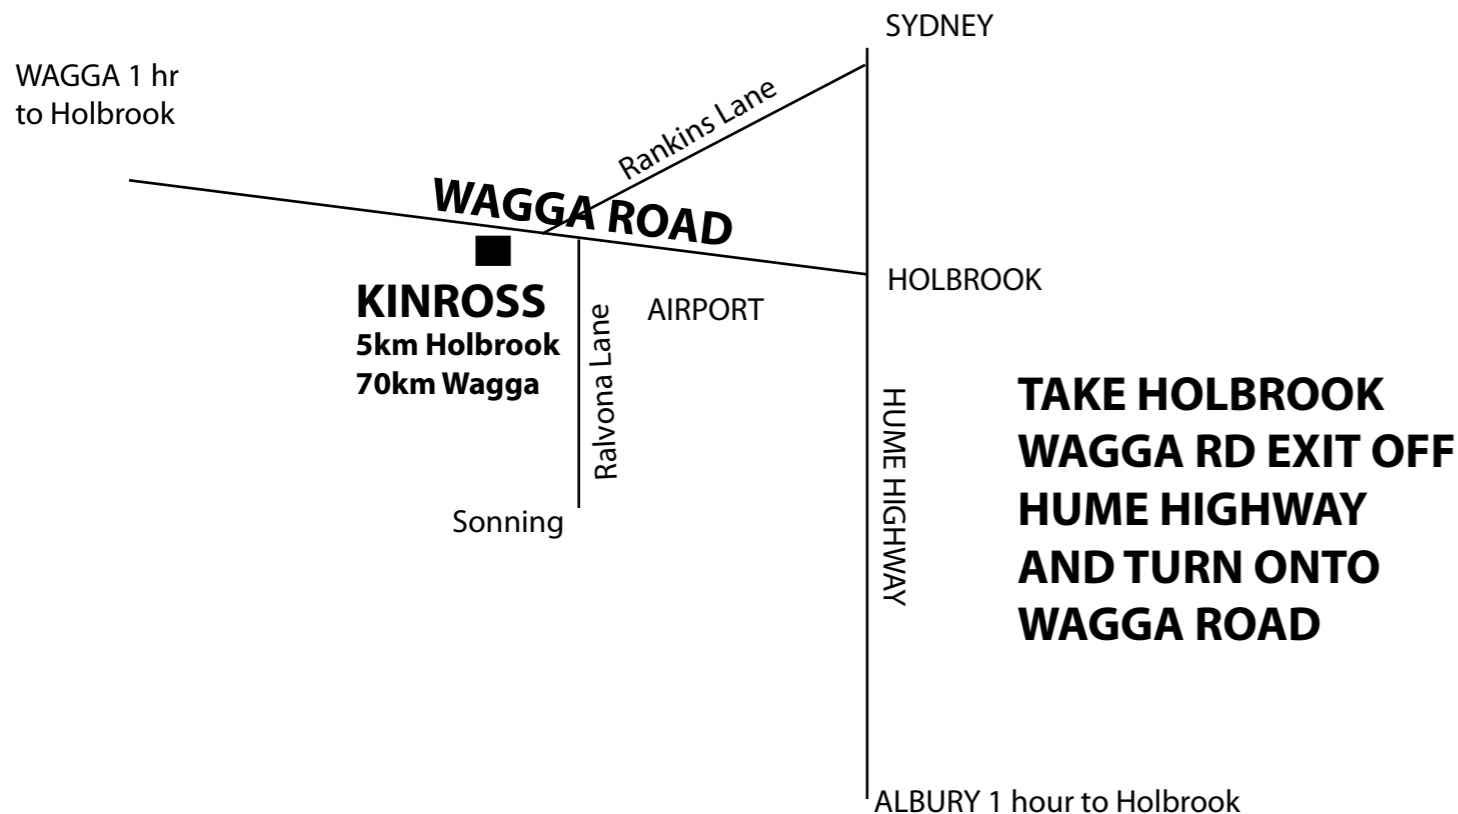 SYDNEY
WAGGA 1 hr
to Holbrook
Rankins Lane
WAGGA ROAD
HOLBROOK
KINROSS
5km Holbrook
70km Wagga
AIRPORT
Ralvona Lane
Sonning
HUME HIGHWAY
TAKE HOLBROOK
WAGGA RD EXIT OFF
HUME HIGHWAY
AND TURN ONTO
WAGGA ROAD
ALBURY 1 hour to Holbrook